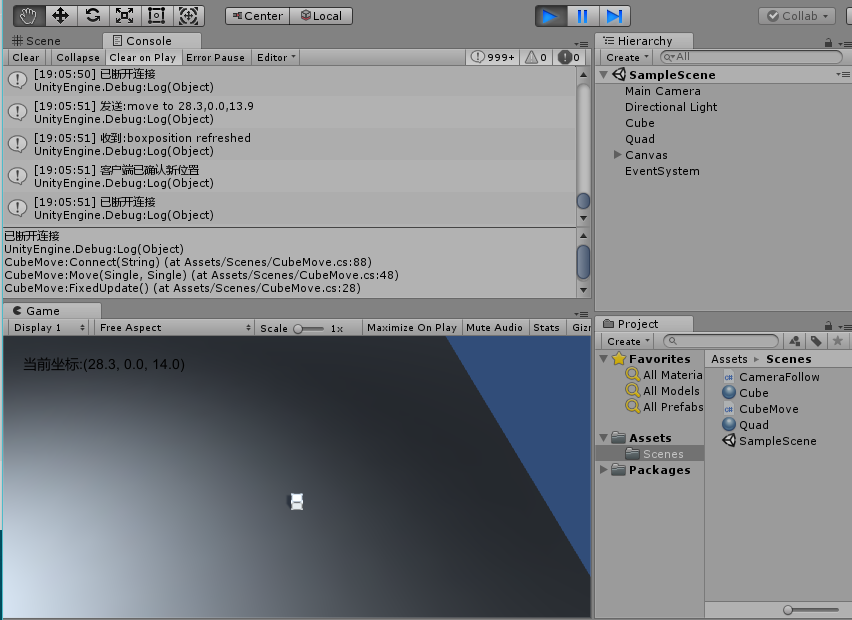 Center Local Collab
Scene Console
Clear Collapse Clear on Play Error Pause Editor 999+ 0 0
[19:05:50] 已断开连接
UnityEngine.Debug:Log(Object)
[19:05:51] 发送:move to 28.3,0.0,13.9
UnityEngine.Debug:Log(Object)
[19:05:51] 收到:boxposition refreshed
UnityEngine.Debug:Log(Object)
[19:05:51] 客户端已确认新位置
UnityEngine.Debug:Log(Object)
[19:05:51] 已断开连接
UnityEngine.Debug:Log(Object)
已断开连接
UnityEngine.Debug:Log(Object)
CubeMove:Connect(String) (at Assets/Scenes/CubeMove.cs:88)
CubeMove:Move(Single, Single) (at Assets/Scenes/CubeMove.cs:48)
CubeMove:FixedUpdate() (at Assets/Scenes/CubeMove.cs:28)
Game
Display 1 Free Aspect Scale 1x Maximize On Play Mute Audio Stats Giz
当前坐标:(28.3, 0.0, 14.0)
Hierarchy
Create All
SampleScene
Main Camera
Directional Light
Cube
Quad
Canvas
EventSystem
Project
Create
Favorites
All Materia
All Models
All Prefabs
Assets
Scenes
Packages
Assets Scenes
CameraFollow
Cube
CubeMove
Quad
SampleScene